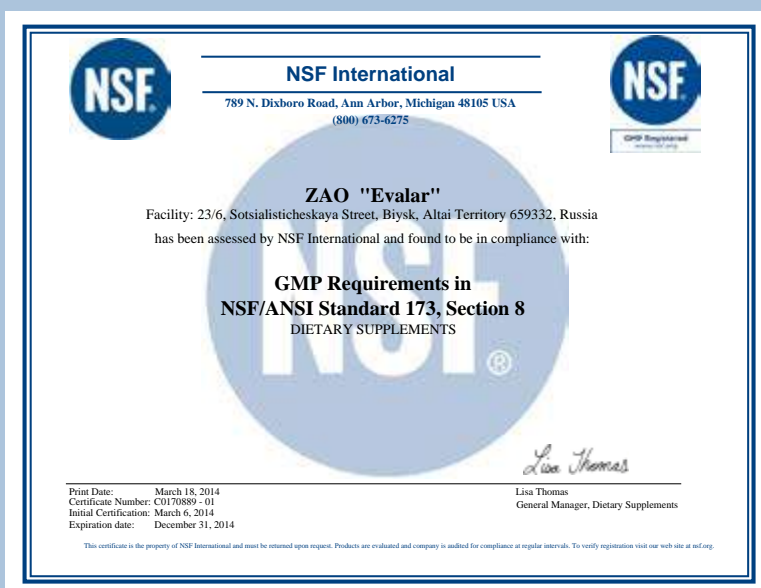 NSF.
NSF International
NSF.
789 N. Dixboro Road, Ann Arbor, Michigan 48105 USA
(800) 673-6275
GMP Registered
www.nsf.org
ZAO "Evalar"
Facility: 23/6, Sotsialisticheskaya Street, Biysk, Altai Territory 659332, Russia
has been assessed by NSF International and found to be in compliance with:
GMP Requirements in
NSF/ANSI Standard 173, Section 8
DIETARY SUPPLEMENTS
NSF®
Lisa Thomas
Print Date: March 18, 2014
Certificate Number: C0170889 - 01
Initial Certification: March 6, 2014
Expiration date: December 31, 2014
Lisa Thomas
General Manager, Dietary Supplements
This certificate is the property of NSF International and must be returned upon request. Products are evaluated and company is audited for compliance at regular intervals. To verify registration visit our web site at nsf.org.